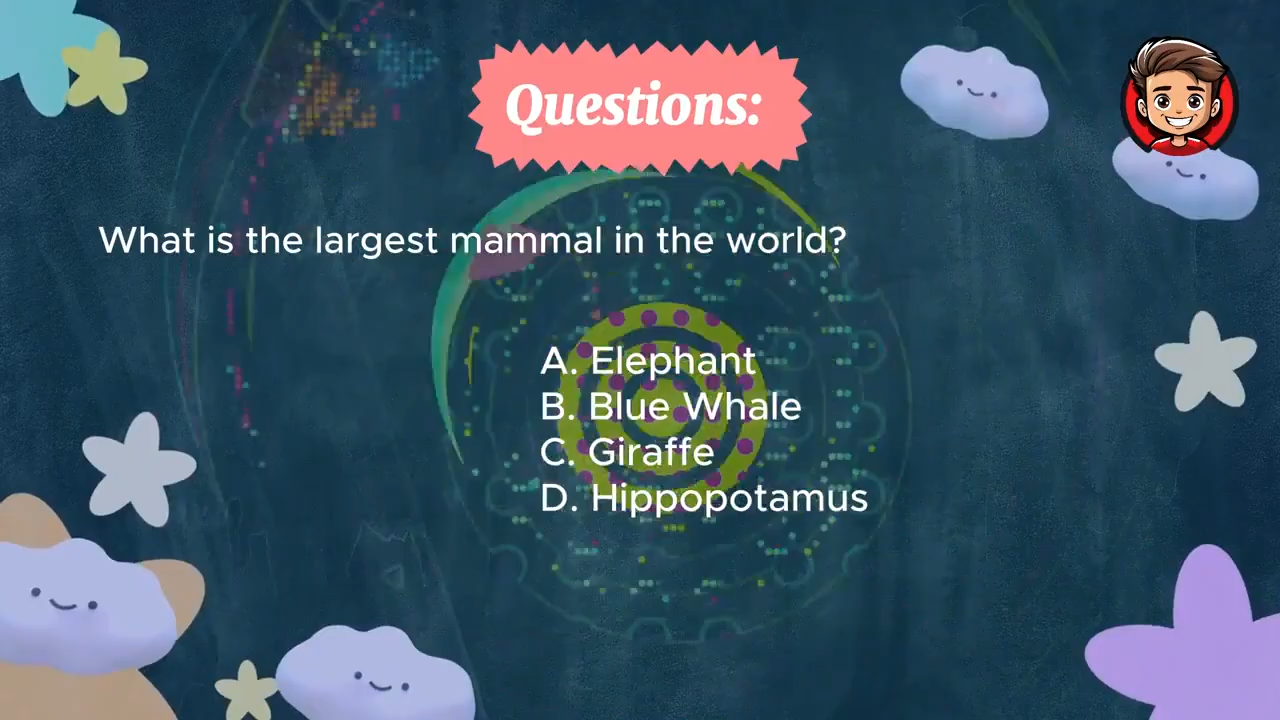 Questions:
What is the largest mammal in the world?
A. Elephant
B. Blue Whale
C. Giraffe
D. Hippopotamus